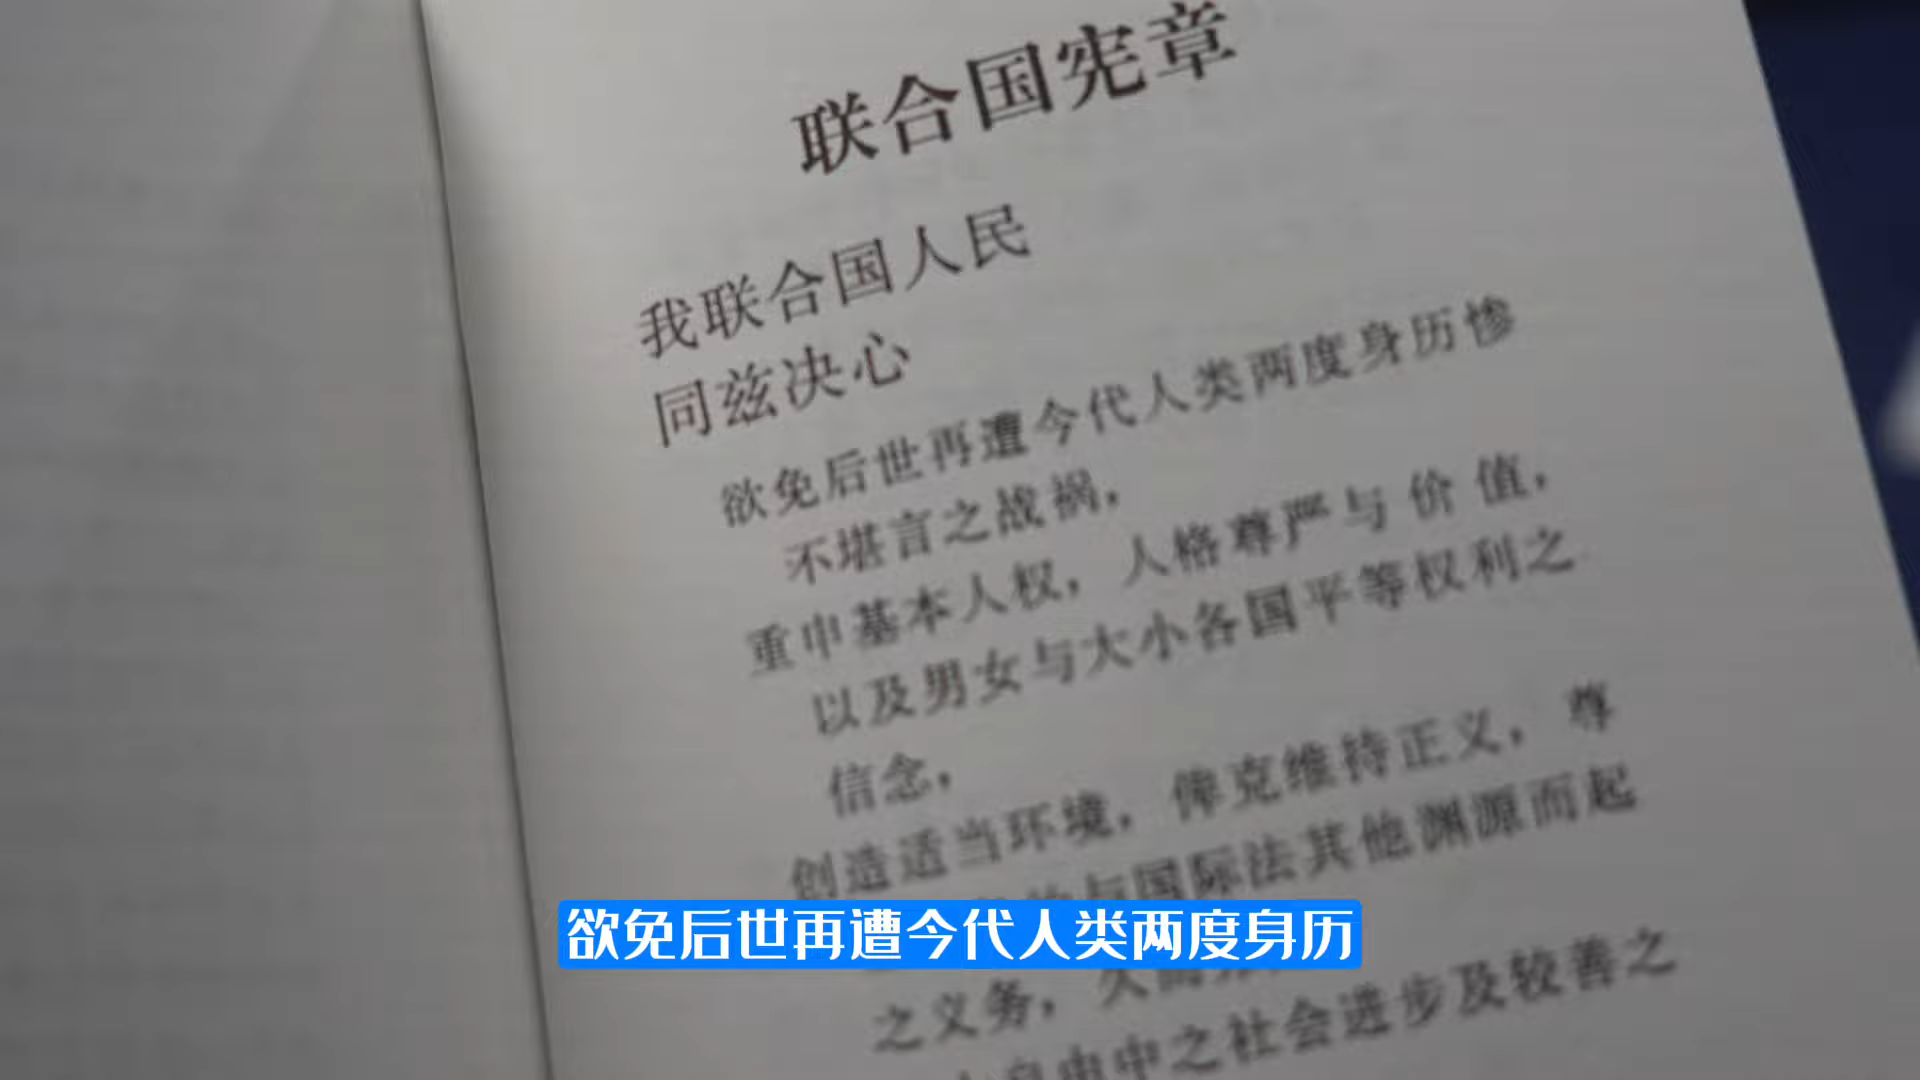 联合国宪章
我联合国人民
同兹决心
欲免后世再遭今代人类两度身历惨
不堪言之战祸，
重申基本人权，人格尊严与价值，
以及男女与大小各国平等权利之
信念，
创造适当环境，俾克维持正义，尊
与国际法其他渊源而起
欲免后世再遭今代人类两度身历
之义务，久
自由中之社会进步及较善之